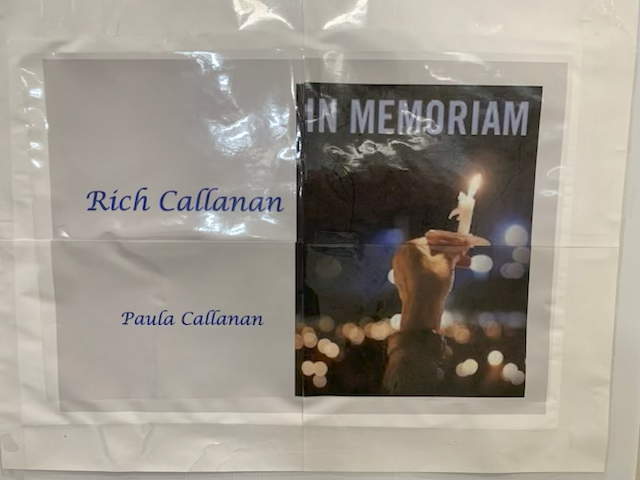 IN MEMORIAM
Rich Callanan
Paula Callanan